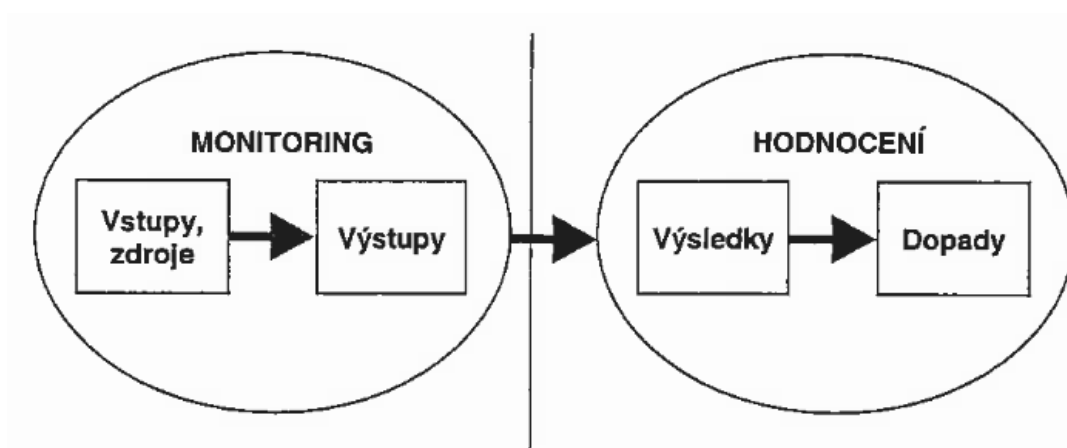 MONITORING
Vstupy,
zdroje
Výstupy
HODNOCENÍ
Výsledky
Dopady